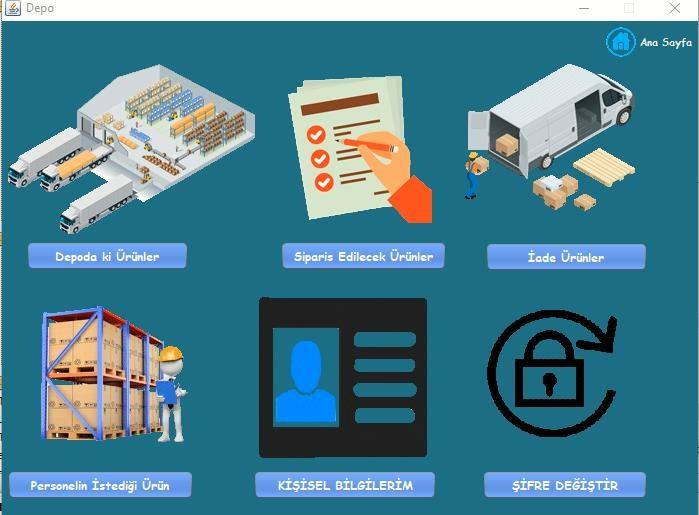 Depo
Ana Sayfa
Depoda ki Ürünler
Siparis Edilecek Ürünler
İade Ürünler
Personelin İstediği Ürün
KİŞİSEL BİLGİLERİM
ŞİFRE DEĞİŞTİR